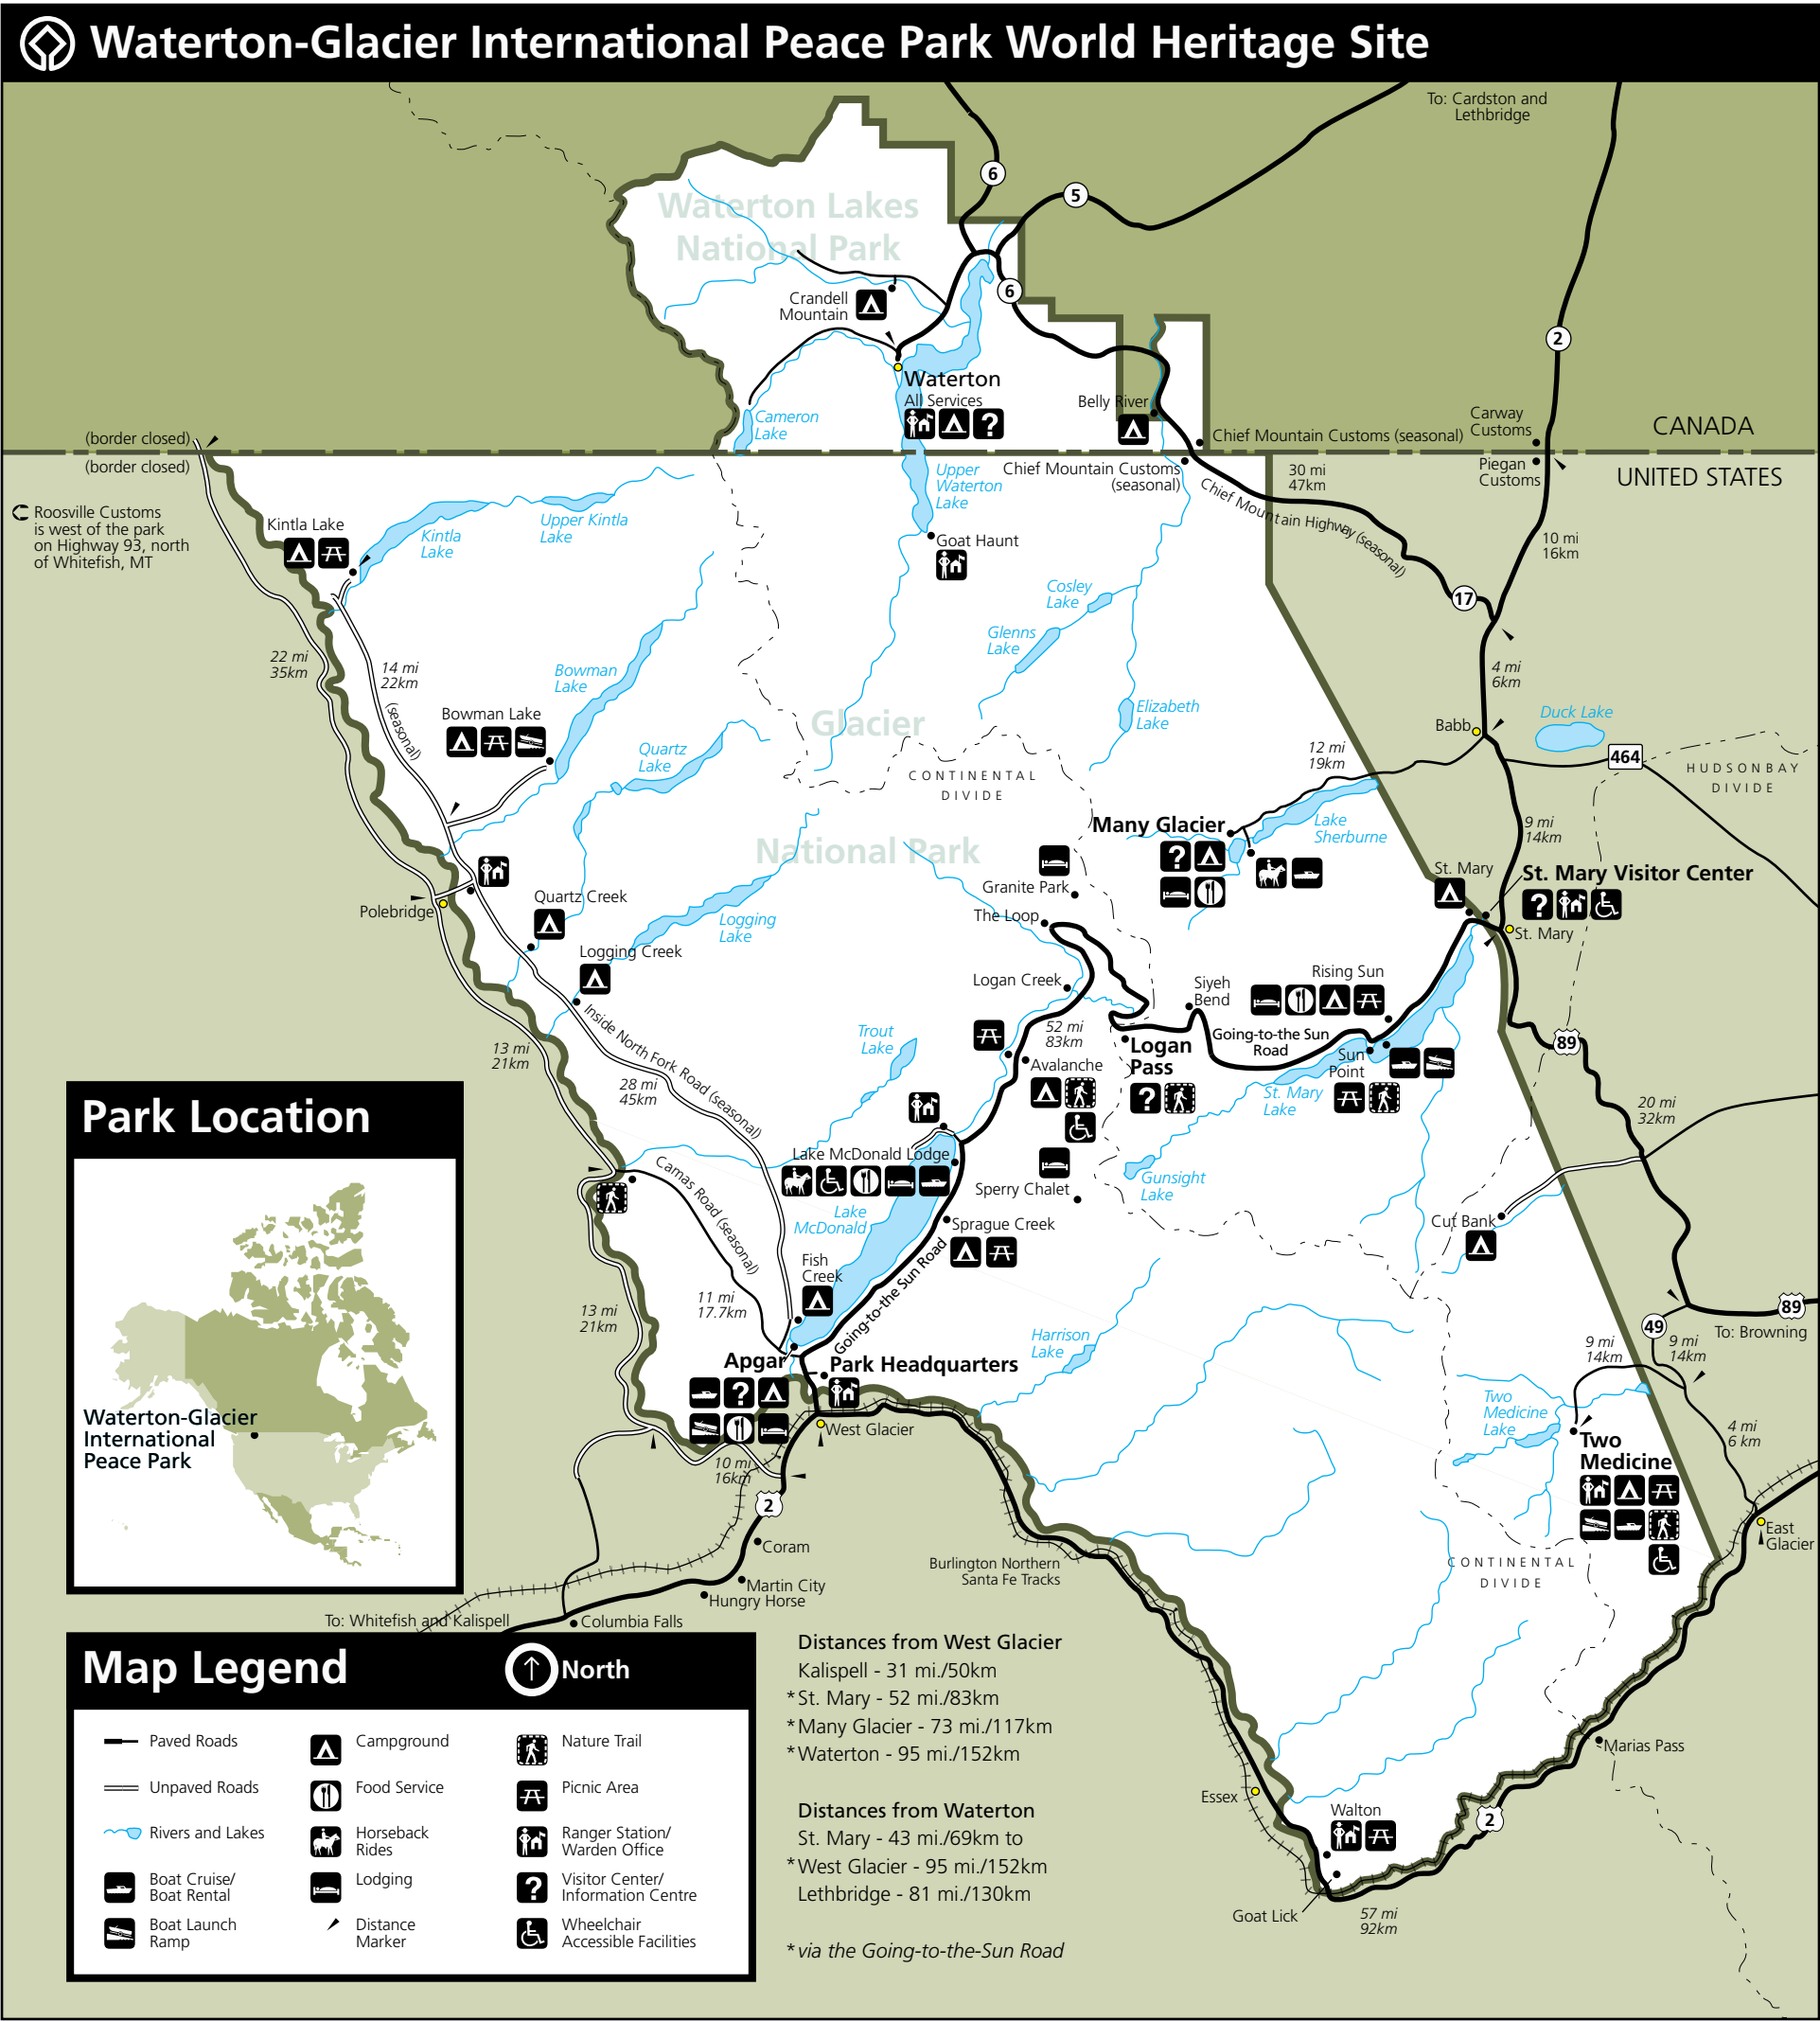 Waterton-Glacier International Peace Park World Heritage Site
To: Cardston and
Lethbridge
6
5
Waterton Lakes
National Park
6
Crandell
Mountain
2
Waterton
All Services
Belly River
Cameron
Lake
Carway
Customs
CANADA
(border closed)
Chief Mountain Customs (seasonal)
(border closed)
Upper
Waterton
Lake
Chief Mountain Customs
(seasonal)
30 mi
47km
Piegan
Customs
UNITED STATES
Chief Mountain Highway (seasonal)
Roosville Customs
is west of the park
on Highway 93, north
of Whitefish, MT
Kintla Lake
Kintla
Lake
Upper Kintla
Lake
Goat Haunt
10 mi
16km
Cosley
Lake
17
Glenns
Lake
22 mi
35km
14 mi
22km
(seasonal)
Bowman
Lake
4 mi
6km
Bowman Lake
Elizabeth
Lake
Babb
Duck Lake
Glacier
Quartz
Lake
12 mi
19km
464
CONTINENTAL
DIVIDE
HUDSONBAY
DIVIDE
Many Glacier
Lake
Sherburne
9 mi
14km
National Park
St. Mary
St. Mary Visitor Center
Granite Park
Quartz Creek
Polebridge
The Loop
Logging
Lake
St. Mary
Logging Creek
Logan Creek
Siyeh
Bend
Rising Sun
Inside North Fork Road (seasonal)
13 mi
21km
Trout
Lake
52 mi
83km
Going-to-the Sun
Road
Logan
Pass
Sun
Point
89
Avalanche
28 mi
45km
St. Mary
Lake
20 mi
32km
Park Location
Lake McDonald Lodge
Camas Road (seasonal)
Sperry Chalet
Gunsight
Lake
Lake
McDonald
Sprague Creek
Cut Bank
Fish
Creek
Going-to-the Sun Road
11 mi
17.7km
13 mi
21km
89
49
To: Browning
Harrison
Lake
9 mi
14km
9 mi
14km
Apgar
Park Headquarters
Waterton-Glacier
International
Peace Park
Two
Medicine
Lake
West Glacier
Two
Medicine
4 mi
6 km
10 mi
16km
2
East
Glacier
Coram
Burlington Northern
Santa Fe Tracks
CONTINENTAL
DIVIDE
Martin City
Hungry Horse
To: Whitefish and Kalispell
Columbia Falls
Map Legend
North
Paved Roads
Campground
Nature Trail
Unpaved Roads
Food Service
Picnic Area
Rivers and Lakes
Horseback
Rides
Ranger Station/
Warden Office
Boat Cruise/
Boat Rental
Lodging
Visitor Center/
Information Centre
Boat Launch
Ramp
Distance
Marker
Wheelchair
Accessible Facilities
Distances from West Glacier
Kalispell - 31 mi./50km
*St. Mary - 52 mi./83km
*Many Glacier - 73 mi./117km
*Waterton - 95 mi./152km
Distances from Waterton
St. Mary - 43 mi./69km to
*West Glacier - 95 mi./152km
Lethbridge - 81 mi./130km
*via the Going-to-the-Sun Road
Marias Pass
Essex
Walton
2
Goat Lick
57 mi
92km